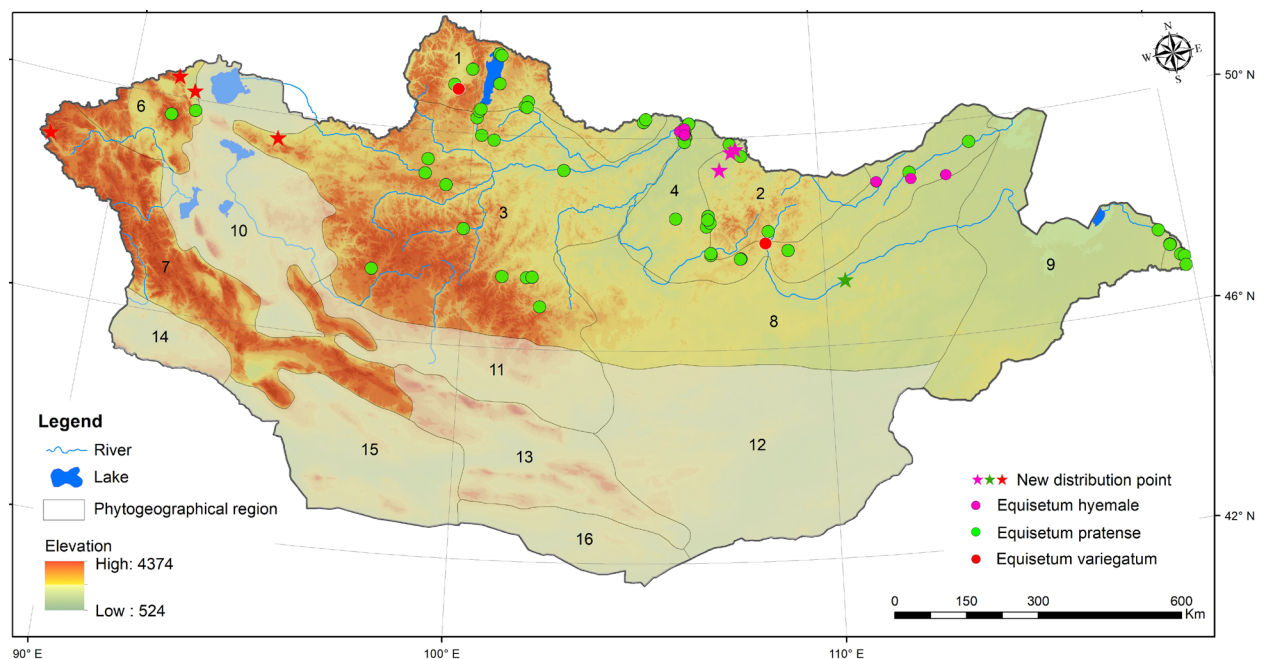 N
W E
S
50° N
1
6
4
2
3
10
7
9
46° N
8
14
11
Legend
River
Lake
Phytogeographical region
15
13
12
New distribution point
Equisetum hyemale
42° N
Equisetum pratense
16
Elevation
High: 4374
Equisetum variegatum
Low : 524
0 150 300 600
Km
90° E 100° E 110° E